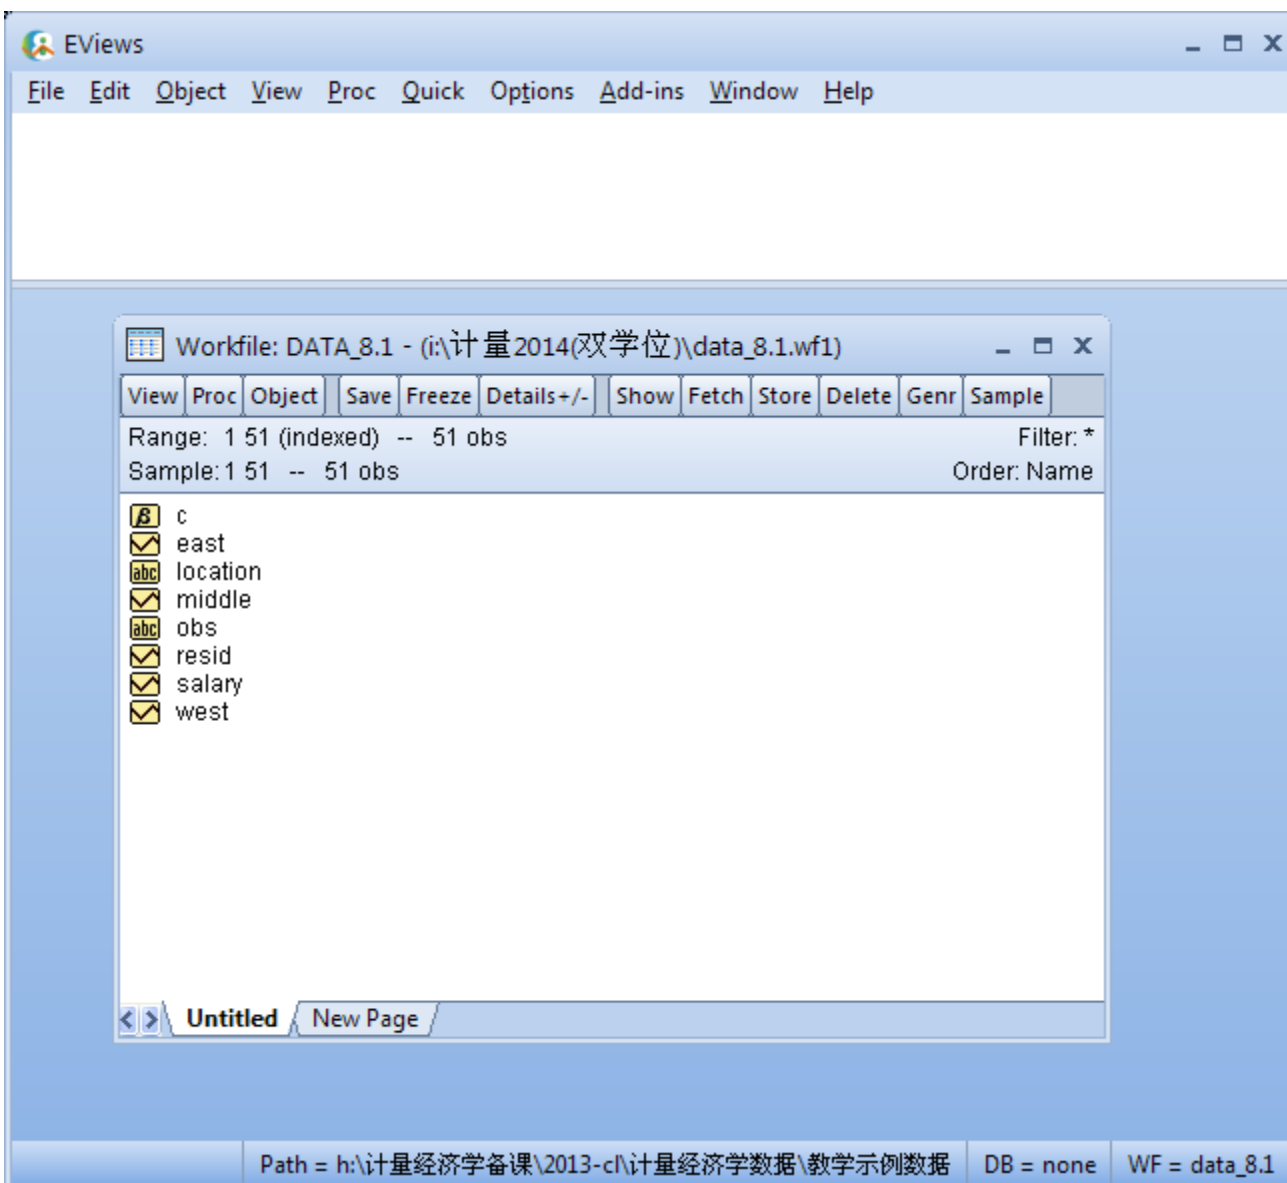 EViews
File Edit Object View Proc Quick Options Add-ins Window Help
Workfile: DATA_8.1 - (i:\计量2014(双学位)\data_8.1.wf1)
View Proc Object Save Freeze Details+/- Show Fetch Store Delete Genr Sample
Range: 1 51 (indexed) -- 51 obs Filter: *
Sample: 1 51 -- 51 obs Order: Name
β c
east
abc location
middle
abc obs
resid
salary
west
Untitled New Page
Path = h:\计量经济学备课\2013-cl\计量经济学数据\教学示例数据 DB = none WF = data_8.1